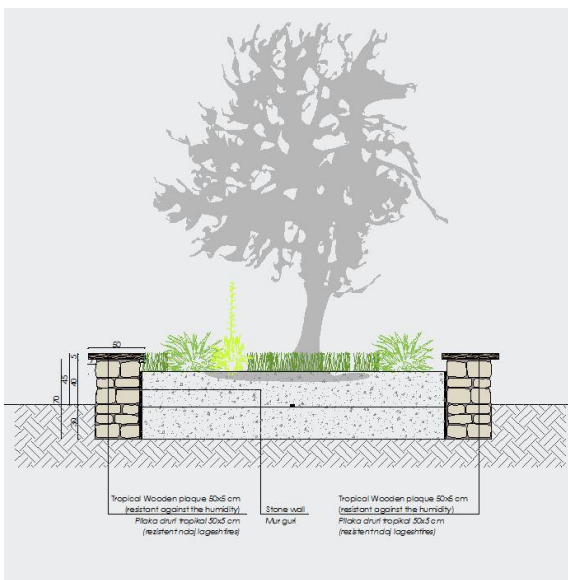 50
5
45
40
70
30
Tropical Wooden plaque 50x5 cm
(resistant against the humidity)
Pllaka druri tropikal 50x5 cm
(rezistent ndaj lageshtires)
Stone wall
Mur guri
Tropical Wooden plaque 50x5 cm
(resistant against the humidity)
Pllaka druri tropikal 50x5 cm
(rezistent ndaj lageshtires)